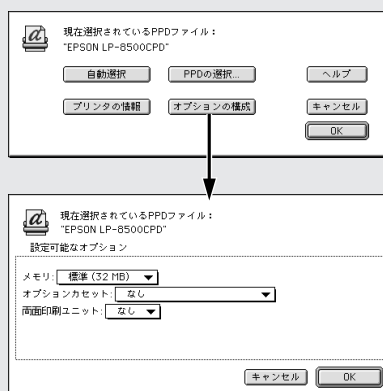 現在選択されているPPDファイル：
"EPSON LP-8500CPD"
自動選択 PPDの選択... ヘルプ
プリンタの情報 オプションの構成 キャンセル
OK
現在選択されているPPDファイル：
"EPSON LP-8500CPD"
設定可能なオプション
メモリ: 標準 (32 MB)
オプションカセット: なし
両面印刷ユニット: なし
キャンセル OK